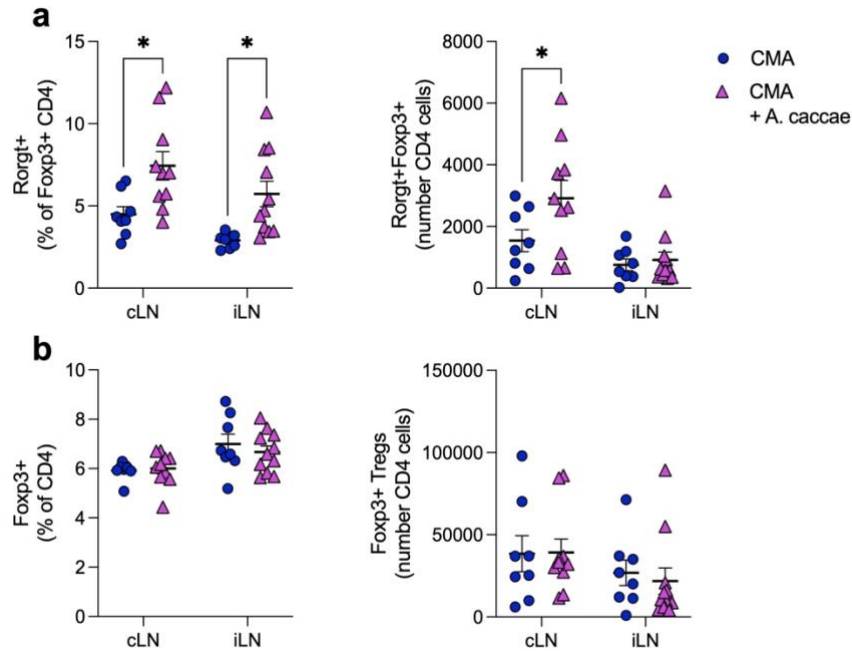 a
15
10
5
0
Rorgt+
(% of Foxp3+ CD4)
*
*
cLN
iLN
8000
6000
4000
2000
0
Rorgt+Foxp3+
(number CD4 cells)
*
cLN
iLN
CMA
CMA
+ A. caccae
b
10
8
6
4
2
0
Foxp3+
(% of CD4)
cLN
iLN
150000
100000
50000
0
Foxp3+ Tregs
(number CD4 cells)
cLN
iLN